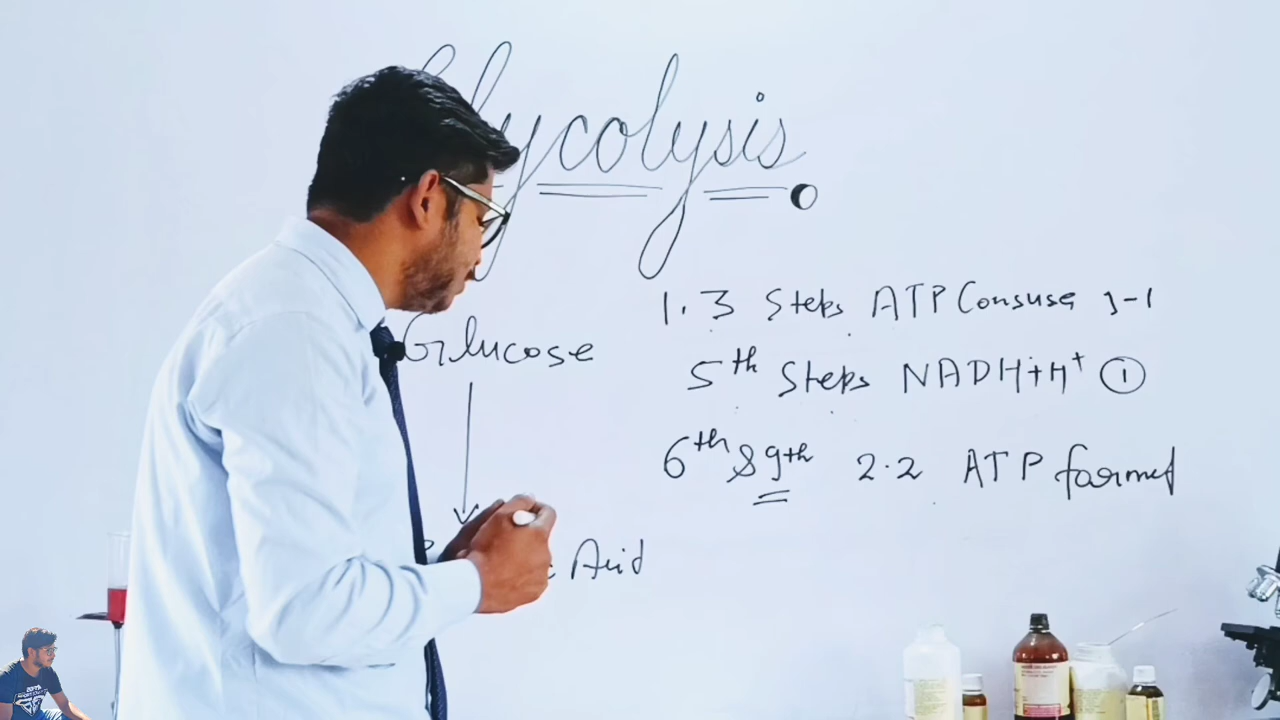 Glycolysis
Glucose
Acid
1. 3 Steps ATP Consuse 1-1
5th Steps NADH+H+ ①
6th & 9th 2.2 ATP formed